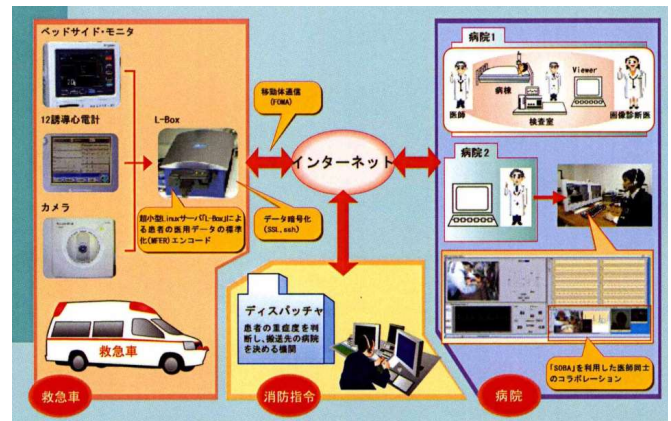 ベッドサイド・モニタ
12誘導心電計
カメラ
L-Box
超小型Linuxサーバ「L-Box」によ
る患者の医用データの標準
化(MFER)エンコード
救急車
救急車
移動体通信
(FOMA)
インターネット
データ暗号化
(SSL,ssh)
ディスパッチャ
患者の重症度を判
断し、搬送先の病院
を決める機関
消防指令
病院1
医師
病棟
検査室
Viewer
画像診断医
病院2
「SOBA」を利用した医師同士
のコラボレーション
病院